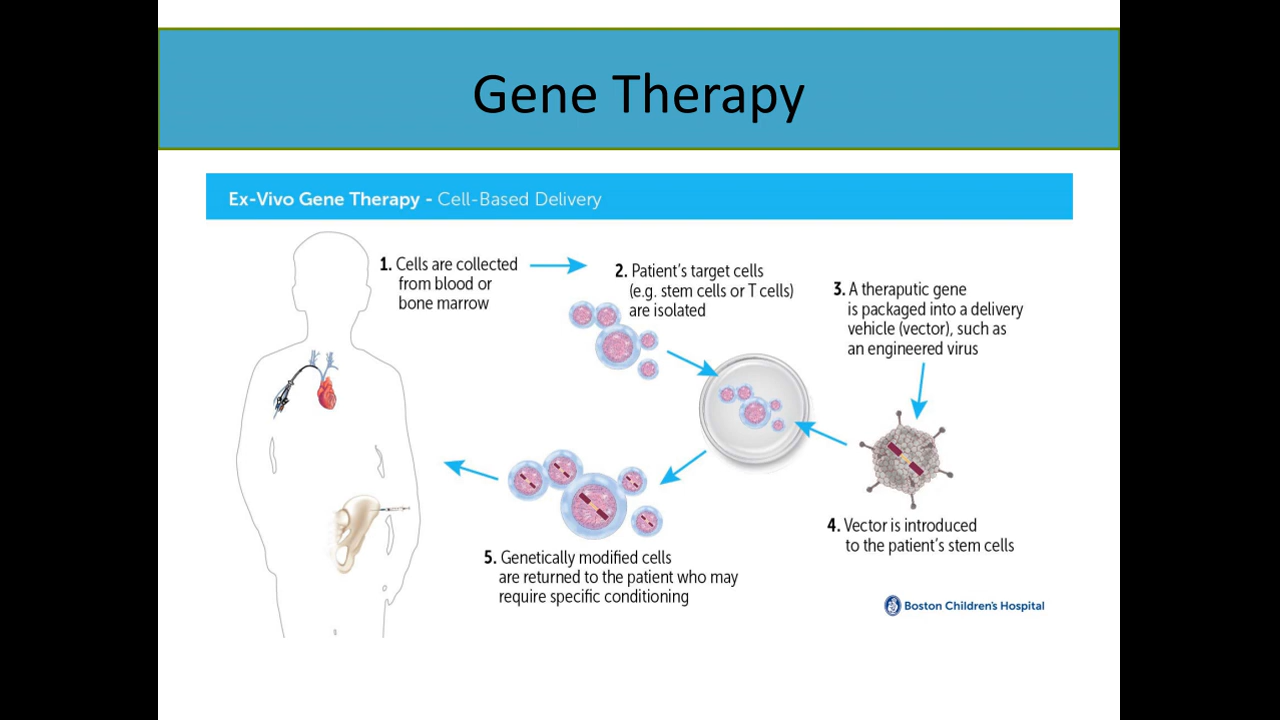 Gene Therapy
Ex-Vivo Gene Therapy - Cell-Based Delivery
1. Cells are collected
from blood or
bone marrow
2. Patient's target cells
(e.g. stem cells or T cells)
are isolated
3. A theraputic gene
is packaged into a delivery
vehicle (vector), such as
an engineered virus
4. Vector is introduced
to the patient's stem cells
5. Genetically modified cells
are returned to the patient who may
require specific conditioning
Boston Children's Hospital